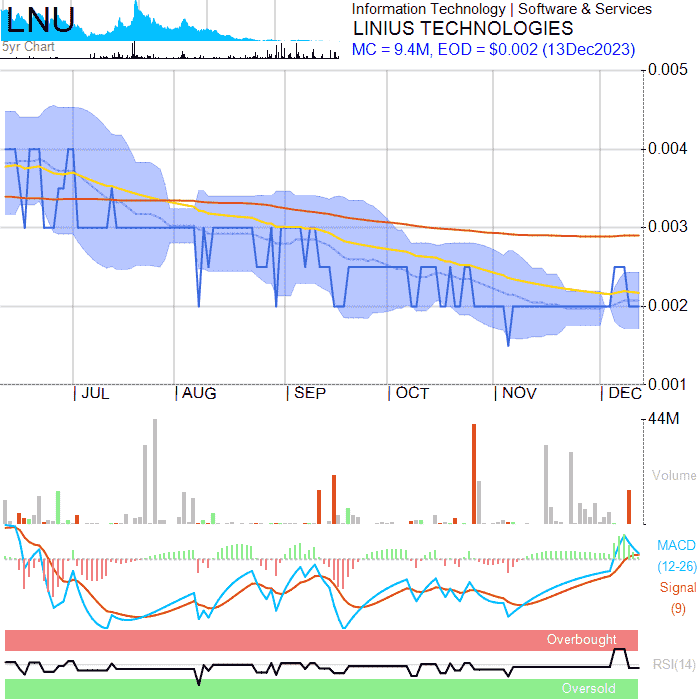 LNU
5yr Chart
Information Technology | Software & Services
LINIUS TECHNOLOGIES
MC = 9.4M, EOD = $0.002 (13Dec2023)
0.005
0.004
0.003
0.002
0.001
JUL
AUG
SEP
OCT
NOV
DEC
44M
Volume
MACD
(12-26)
Signal
(9)
Overbought
RSI(14)
Oversold